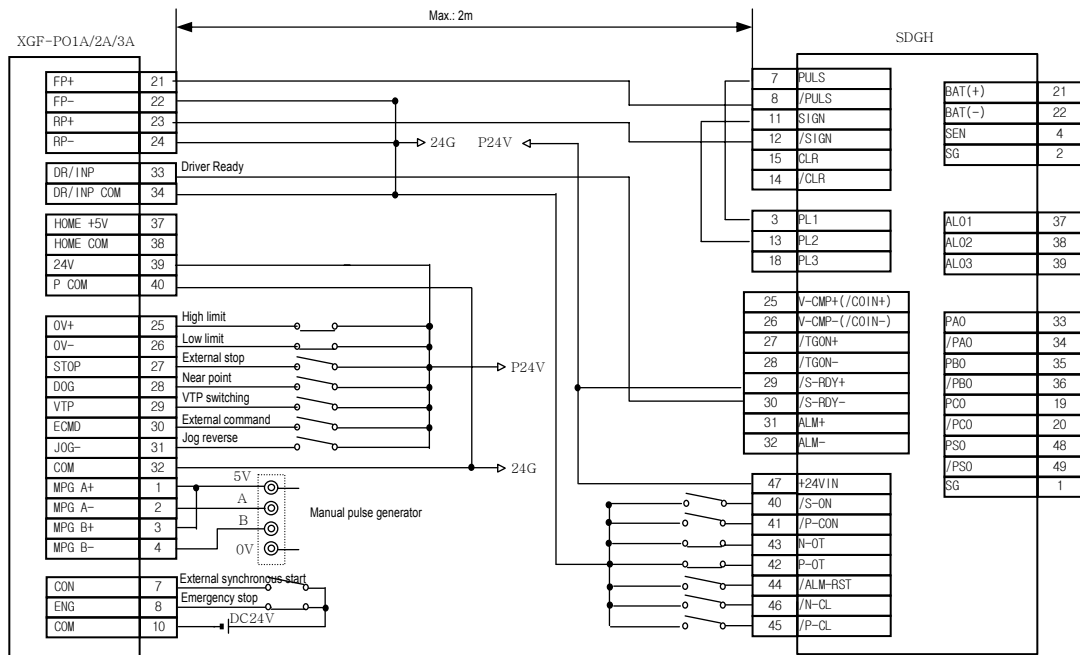 Max.: 2m
XGF-PO1A/2A/3A
SDGH
FP+ 21
FP- 22
RP+ 23
RP- 24
24G
P24V
DR/INP 33 Driver Ready
DR/INP COM 34
HOME +5V 37
HOME COM 38
24V 39
P COM 40
OV+ 25 High limit
OV- 26 Low limit
STOP 27 External stop
P24V
DOG 28 Near point
VTP 29 VTP switching
ECMD 30 External command
JOG- 31 Jog reverse
COM 32
24G
MPG A+ 1 5V
MPG A- 2 A
MPG B+ 3 B
MPG B- 4 0V
Manual pulse generator
CON 7 External synchronous start
ENG 8 Emergency stop
COM 10 DC24V
7 PULS
8 /PULS
11 SIGN
12 /SIGN
15 CLR
14 /CLR
3 PL1
13 PL2
18 PL3
25 V-CMP+(/COIN+)
26 V-CMP-(/COIN-)
27 /TGON+
28 /TGON-
29 /S-RDY+
30 /S-RDY-
31 ALM+
32 ALM-
47 +24VIN
40 /S-ON
41 /P-CON
43 N-OT
42 P-OT
44 /ALM-RST
46 /N-CL
45 /P-CL
BAT(+) 21
BAT(-) 22
SEN 4
SG 2
ALO1 37
ALO2 38
ALO3 39
PAO 33
/PAO 34
PBO 35
/PBO 36
PCO 19
/PCO 20
PSO 48
/PSO 49
SG 1